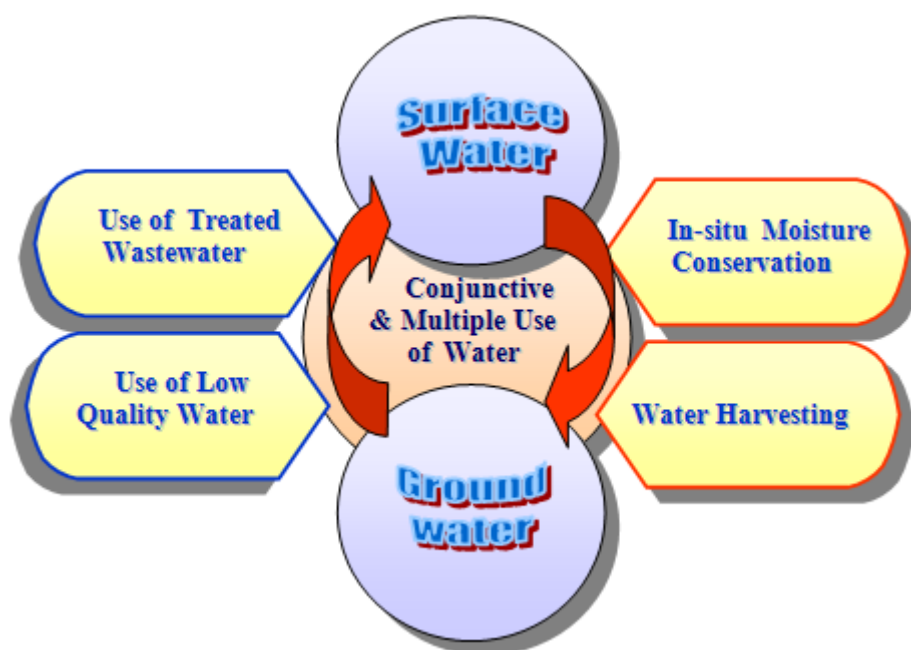 Surface
Water
Use of Treated
Wastewater
In-situ Moisture
Conservation
Conjunctive
& Multiple Use
of Water
Use of Low
Quality Water
Water Harvesting
Ground
water